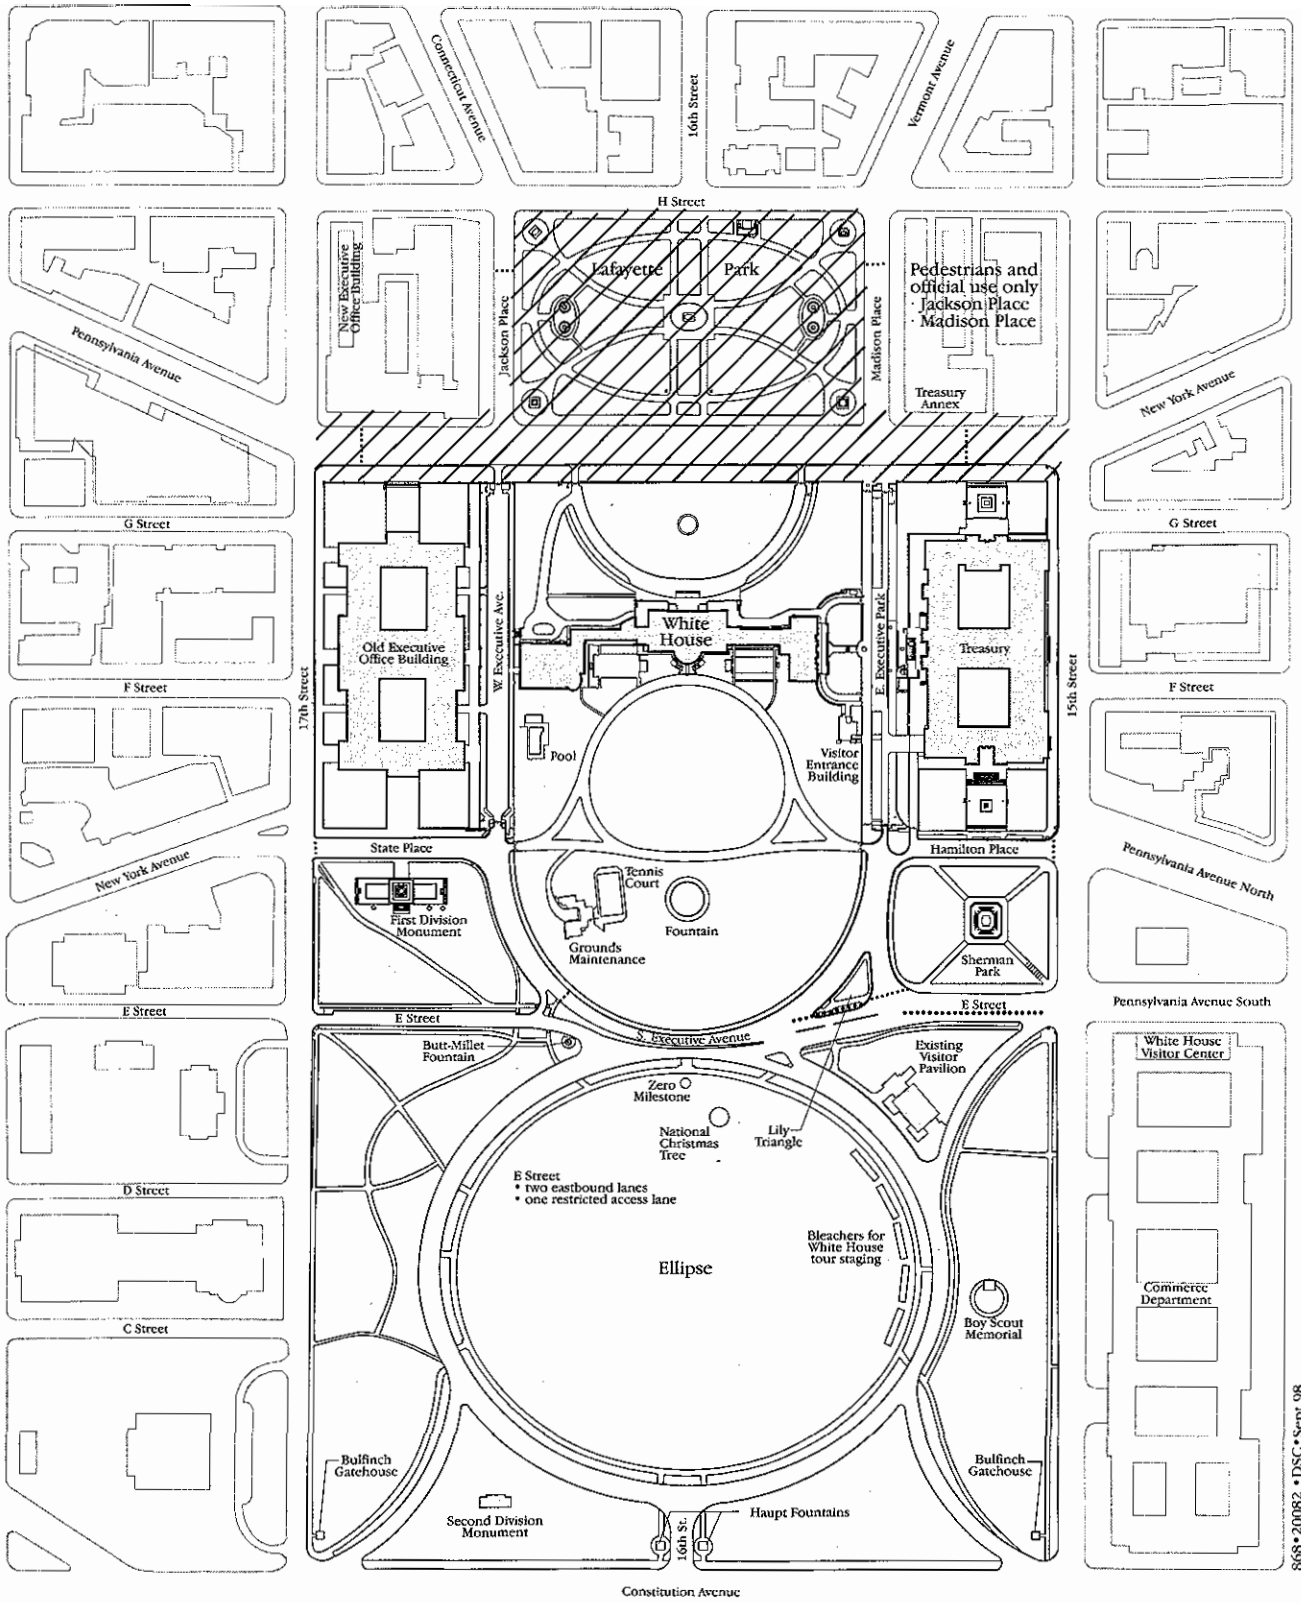 Connecticut Avenue
16th Street
Vermont Avenue
H Street
New Executive
Office Building
Lafayette Park
Pedestrians and
official use only
· Jackson Place
· Madison Place
Jackson Place
Madison Place
Pennsylvania Avenue
New York Avenue
Treasury
Annex
G Street
G Street
W. Executive Ave.
White
House
E. Executive Park
Old Executive
Office Building
Treasury
17th Street
15th Street
F Street
F Street
Pool
Visitor
Entrance
Building
State Place
Hamilton Place
New York Avenue
Pennsylvania Avenue North
Tennis
Court
First Division
Monument
Fountain
Grounds
Maintenance
Sherman
Park
E Street
E Street
E Street
Pennsylvania Avenue South
S. Executive Avenue
Butt-Millet
Fountain
Existing
Visitor
Pavilion
White House
Visitor Center
Zero
Milestone
National
Christmas
Tree
Lily
Triangle
E Street
• two eastbound lanes
• one restricted access lane
D Street
Bleachers for
White House
tour staging
Ellipse
Commerce
Department
Boy Scout
Memorial
C Street
Bulfinch
Gatehouse
Bulfinch
Gatehouse
Second Division
Monument
16th St.
Haupt Fountains
Constitution Avenue
868•20082 •DSC•Sept 98